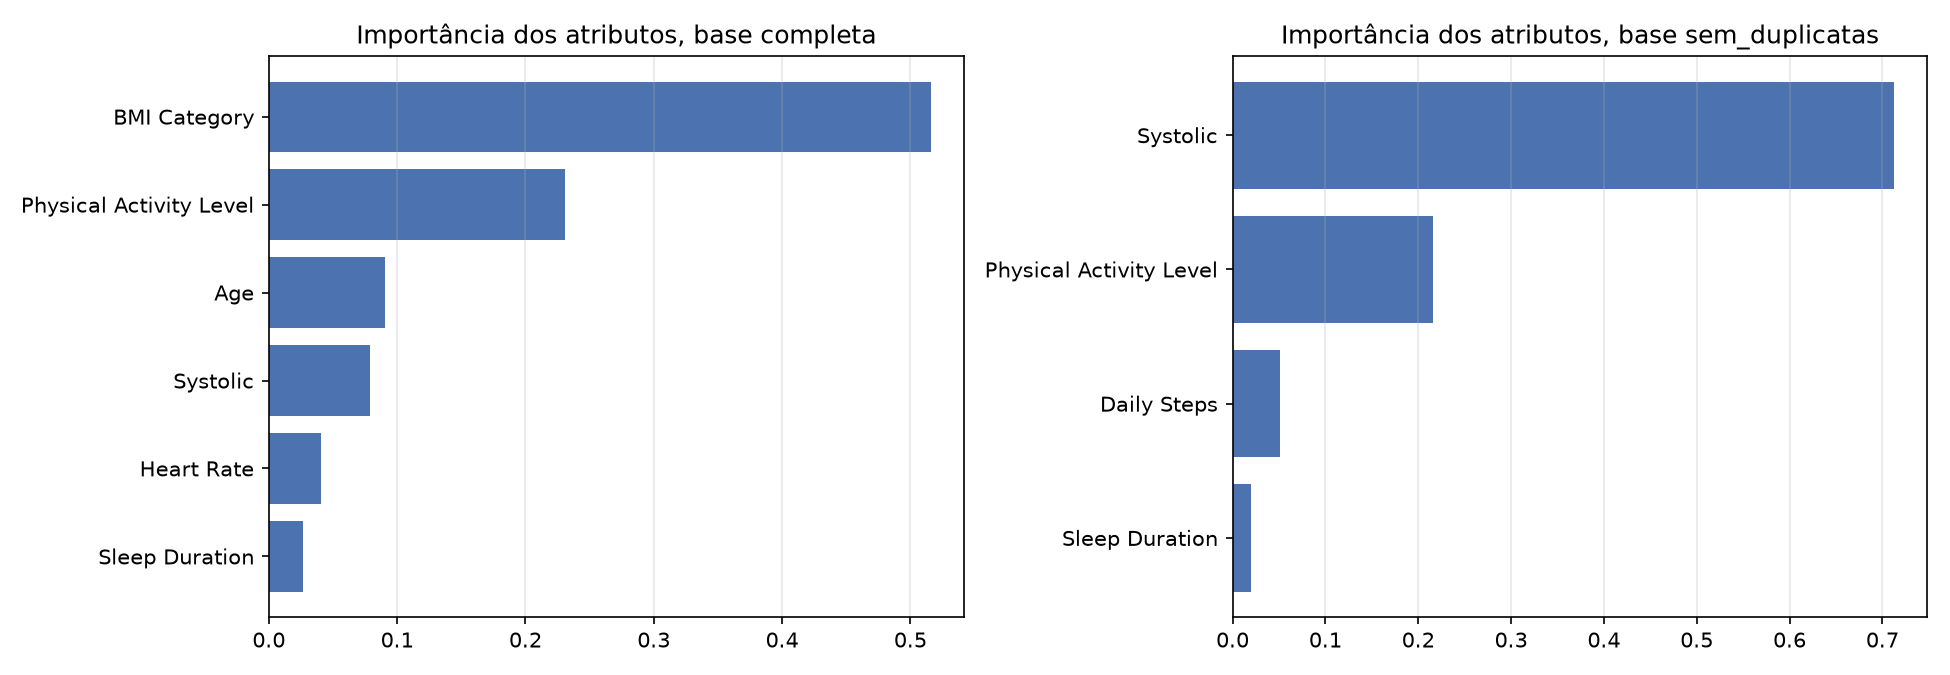 Importância dos atributos, base completa
BMI Category
Physical Activity Level
Age
Systolic
Heart Rate
Sleep Duration
0.0 0.1 0.2 0.3 0.4 0.5
Importância dos atributos, base sem_duplicatas
Systolic
Physical Activity Level
Daily Steps
Sleep Duration
0.0 0.1 0.2 0.3 0.4 0.5 0.6 0.7